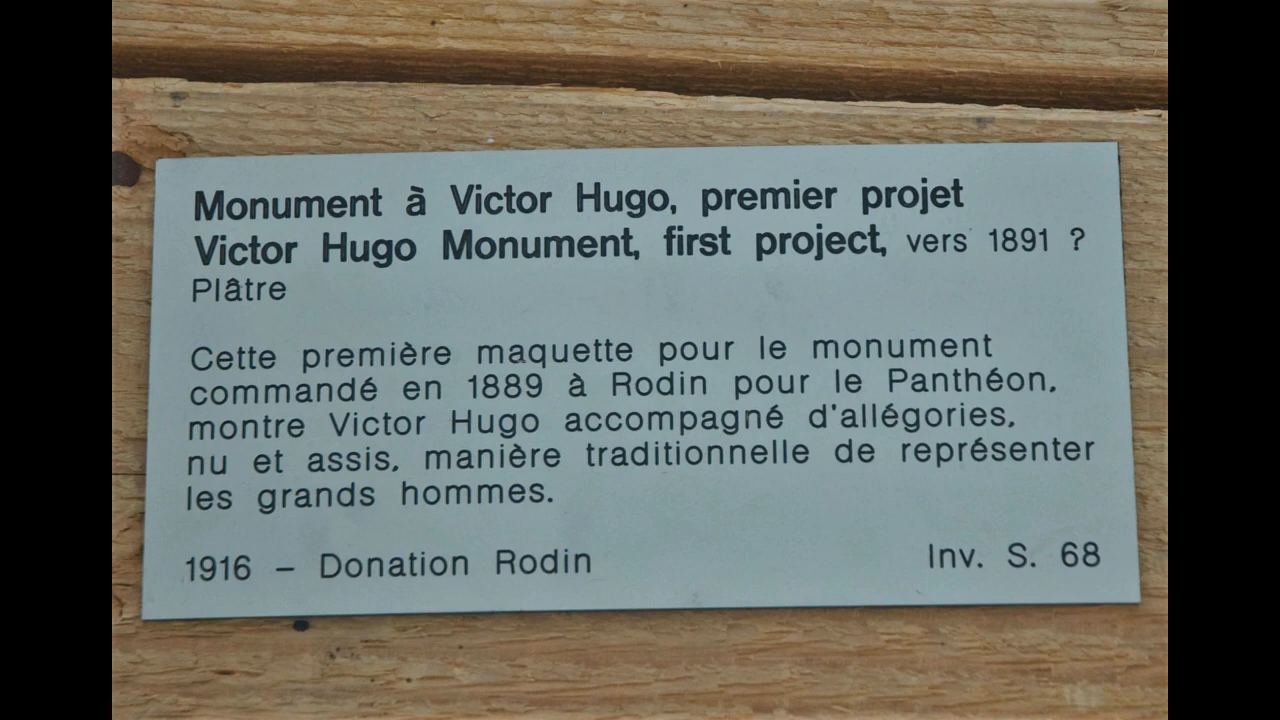 Monument à Victor Hugo, premier projet
Victor Hugo Monument, first project, vers 1891 ?
Plâtre
Cette première maquette pour le monument
commandé en 1889 à Rodin pour le Panthéon,
montre Victor Hugo accompagné d'allégories,
nu et assis, manière traditionnelle de représenter
les grands hommes.
1916 – Donation Rodin Inv. S. 68